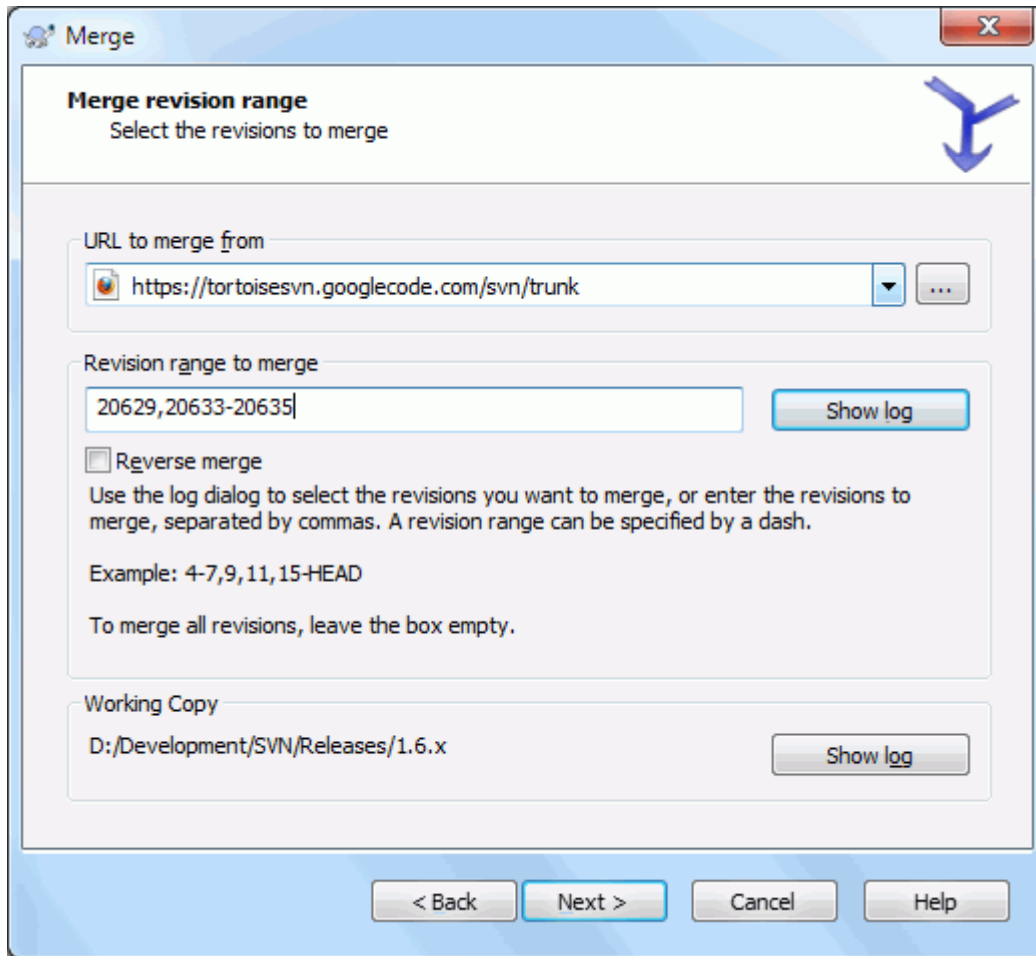 Merge
X
Merge revision range
Select the revisions to merge
URL to merge from
https://tortoisesvn.googlecode.com/svn/trunk
...
Revision range to merge
20629,20633-20635
Show log
Reverse merge
Use the log dialog to select the revisions you want to merge, or enter the revisions to
merge, separated by commas. A revision range can be specified by a dash.
Example: 4-7,9,11,15-HEAD
To merge all revisions, leave the box empty.
Working Copy
D:/Development/SVN/Releases/1.6.x
Show log
< Back
Next >
Cancel
Help